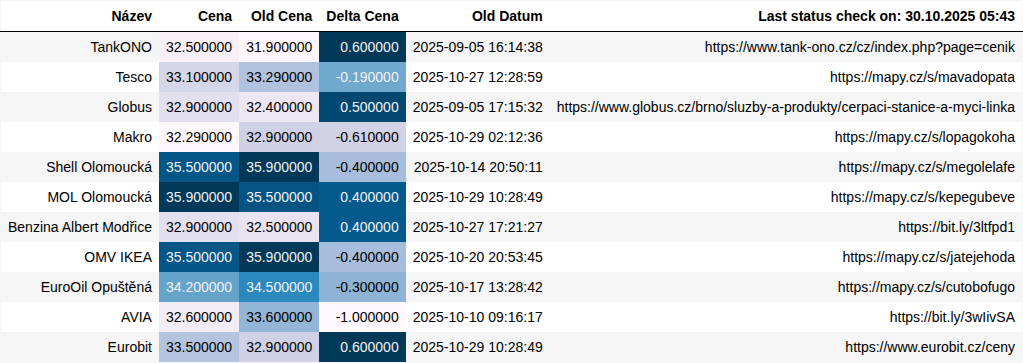 Název Cena Old Cena Delta Cena Old Datum Last status check on: 30.10.2025 05:43
TankONO 32.500000 31.900000 0.600000 2025-09-05 16:14:38 https://www.tank-ono.cz/cz/index.php?page=cenik
Tesco 33.100000 33.290000 -0.190000 2025-10-27 12:28:59 https://mapy.cz/s/mavadopata
Globus 32.900000 32.400000 0.500000 2025-09-05 17:15:32 https://www.globus.cz/brno/sluzby-a-produkty/cerpaci-stanice-a-myci-linka
Makro 32.290000 32.900000 -0.610000 2025-10-29 02:12:36 https://mapy.cz/s/lopagokoha
Shell Olomoucká 35.500000 35.900000 -0.400000 2025-10-14 20:50:11 https://mapy.cz/s/megolelafe
MOL Olomoucká 35.900000 35.500000 0.400000 2025-10-29 10:28:49 https://mapy.cz/s/kepegubeve
Benzina Albert Modřice 32.900000 32.500000 0.400000 2025-10-27 17:21:27 https://bit.ly/3ltfpd1
OMV IKEA 35.500000 35.900000 -0.400000 2025-10-20 20:53:45 https://mapy.cz/s/jatejehoda
EuroOil Opuštěná 34.200000 34.500000 -0.300000 2025-10-17 13:28:42 https://mapy.cz/s/cutobofugo
AVIA 32.600000 33.600000 -1.000000 2025-10-10 09:16:17 https://bit.ly/3wIivSA
Eurobit 33.500000 32.900000 0.600000 2025-10-29 10:28:49 https://www.eurobit.cz/ceny